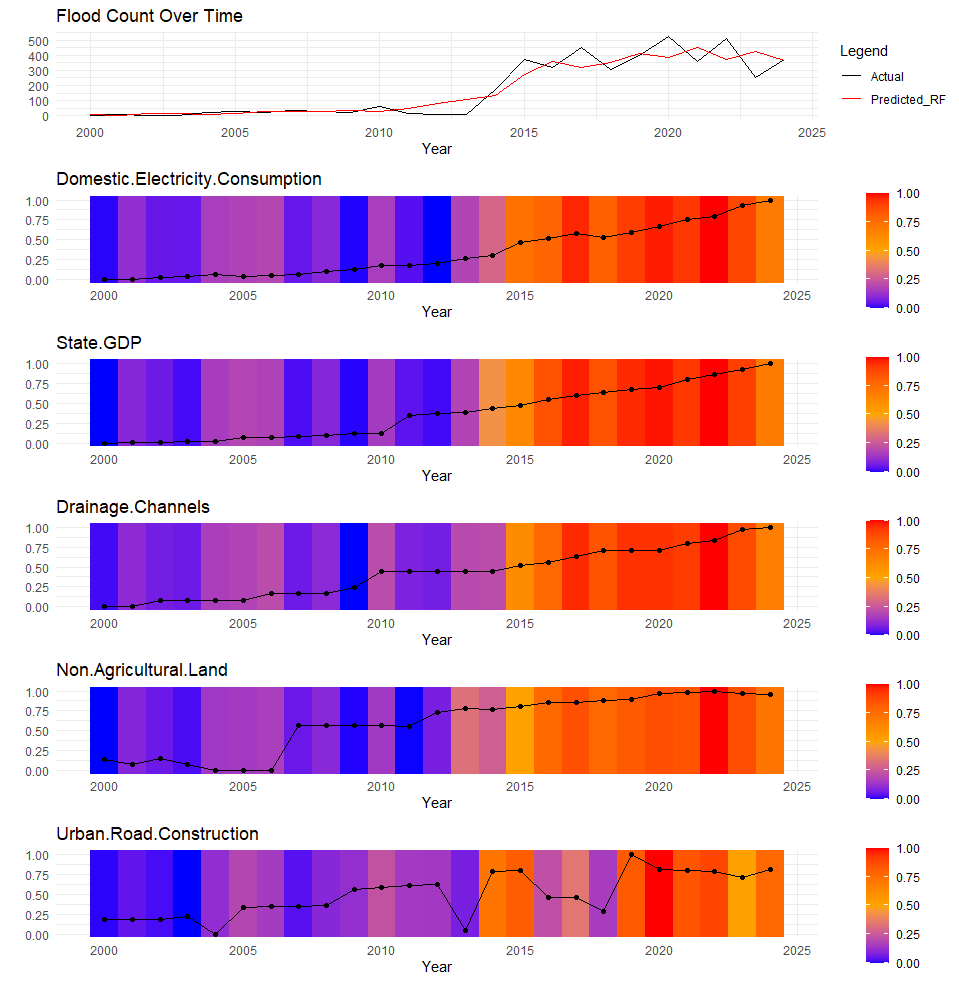 Flood Count Over Time
500
400
300
200
100
0
2000 2005 2010 2015 2020 2025
Year
Legend
Actual
Predicted_RF
Domestic.Electricity.Consumption
1.00
0.75
0.50
0.25
0.00
2000 2005 2010 2015 2020 2025
Year
1.00
0.75
0.50
0.25
0.00
State.GDP
1.00
0.75
0.50
0.25
0.00
2000 2005 2010 2015 2020 2025
Year
1.00
0.75
0.50
0.25
0.00
Drainage.Channels
1.00
0.75
0.50
0.25
0.00
2000 2005 2010 2015 2020 2025
Year
1.00
0.75
0.50
0.25
0.00
Non.Agricultural.Land
1.00
0.75
0.50
0.25
0.00
2000 2005 2010 2015 2020 2025
Year
1.00
0.75
0.50
0.25
0.00
Urban.Road.Construction
1.00
0.75
0.50
0.25
0.00
2000 2005 2010 2015 2020 2025
Year
1.00
0.75
0.50
0.25
0.00